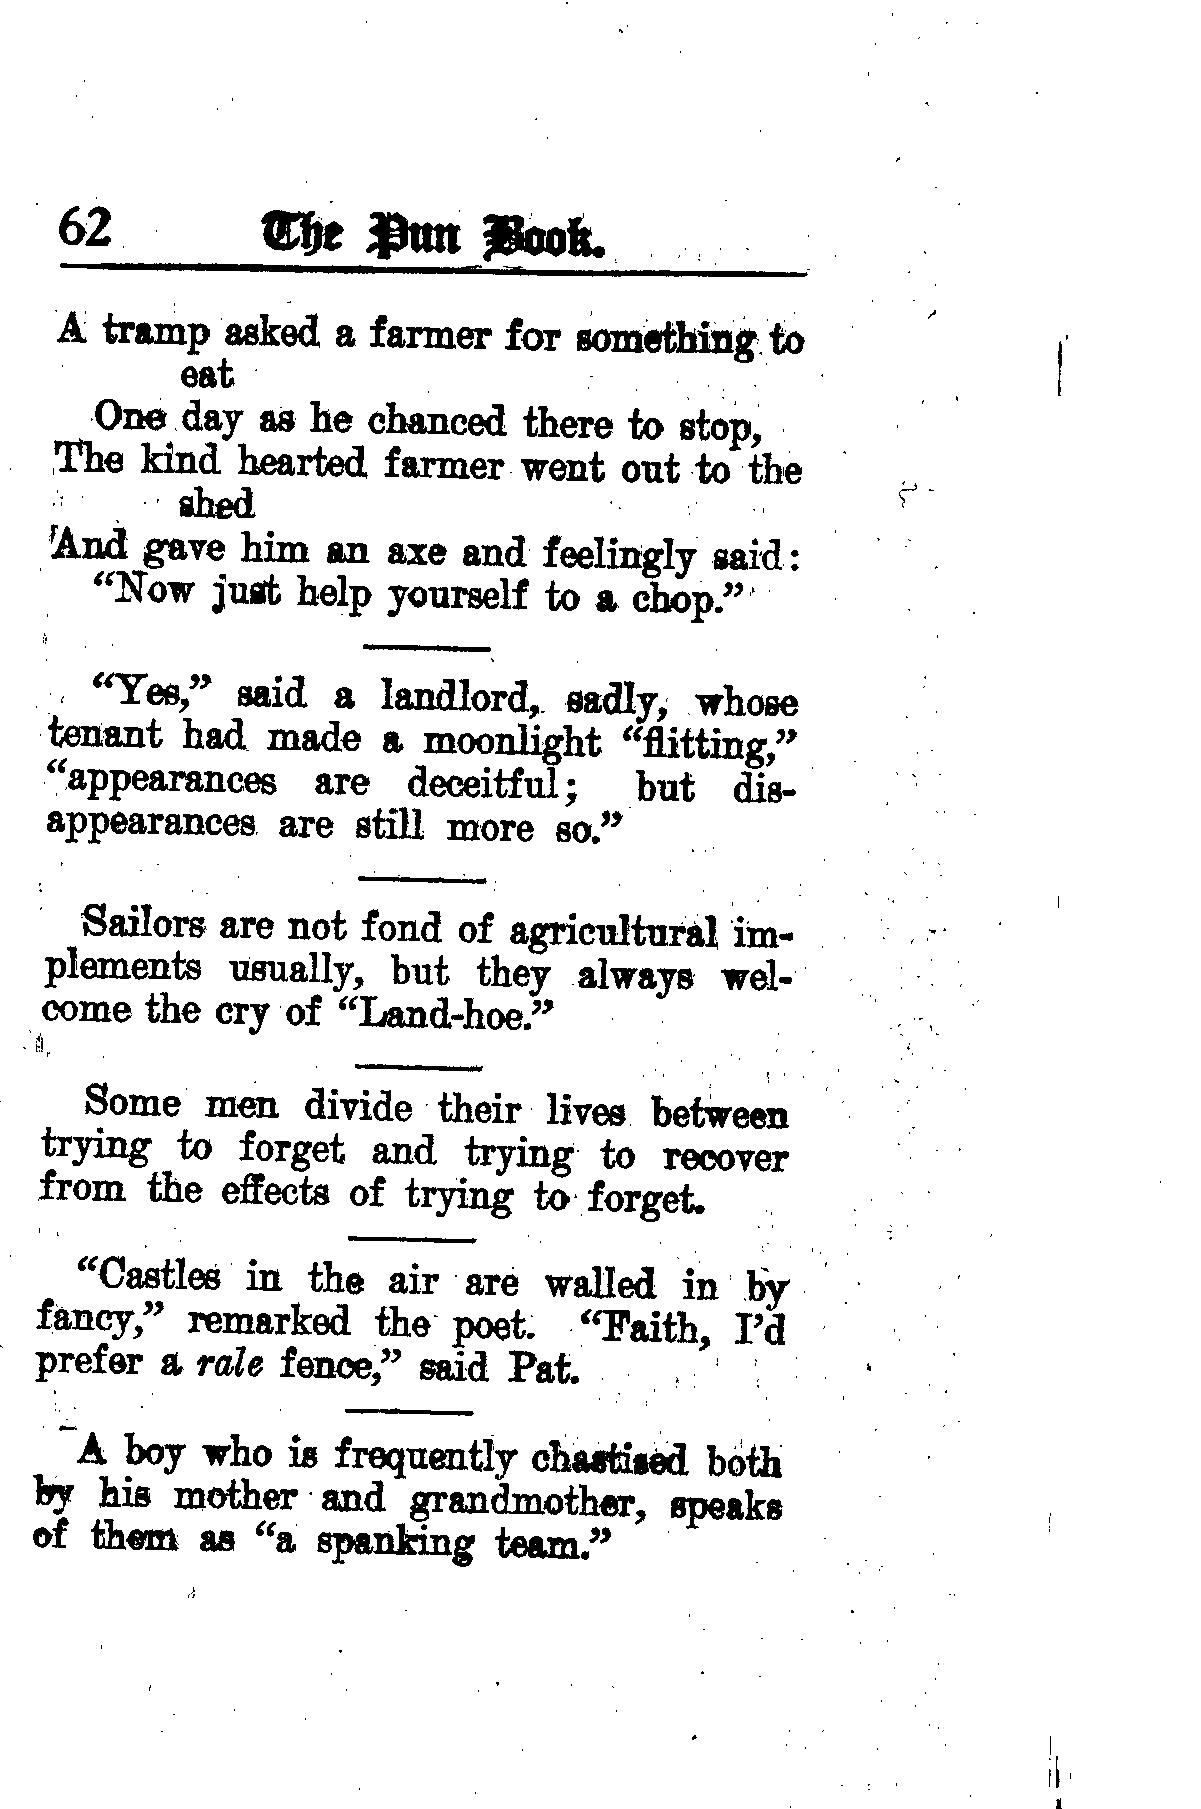 62 The Pun Book.
A tramp asked a farmer for something to
eat
One day as he chanced there to stop,
The kind hearted farmer went out to the
shed
And gave him an axe and feelingly said:
“Now just help yourself to a chop.”
“Yes,” said a landlord, sadly, whose
tenant had made a moonlight “flitting,”
“appearances are deceitful; but dis-
appearances are still more so.”
Sailors are not fond of agricultural im-
plements usually, but they always wel-
come the cry of “Land-hoe.”
Some men divide their lives between
trying to forget and trying to recover
from the effects of trying to forget.
“Castles in the air are walled in by
fancy,” remarked the poet. “Faith, I’d
prefer a rale fence,” said Pat.
A boy who is frequently chastised both
by his mother and grandmother, speaks
of them as “a spanking team.”